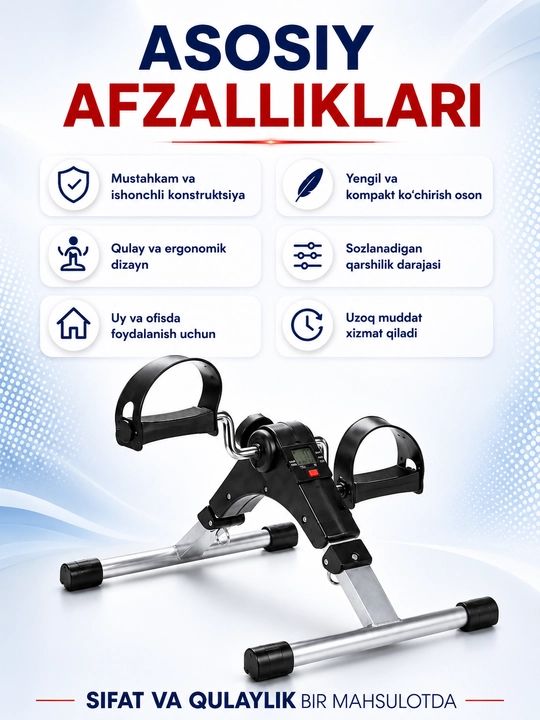 ASOSIY
AFZALLIKLARI
Mustahkam va
ishonchli konstruktsiya
Yengil va
kompakt ko‘chirish oson
Qulay va ergonomik
dizayn
Sozlanadigan
qarshilik darajasi
Uy va ofisda
foydalanish uchun
Uzoq muddat
xizmat qiladi
SIFAT VA QULAYLIK BIR MAHSULOTDA